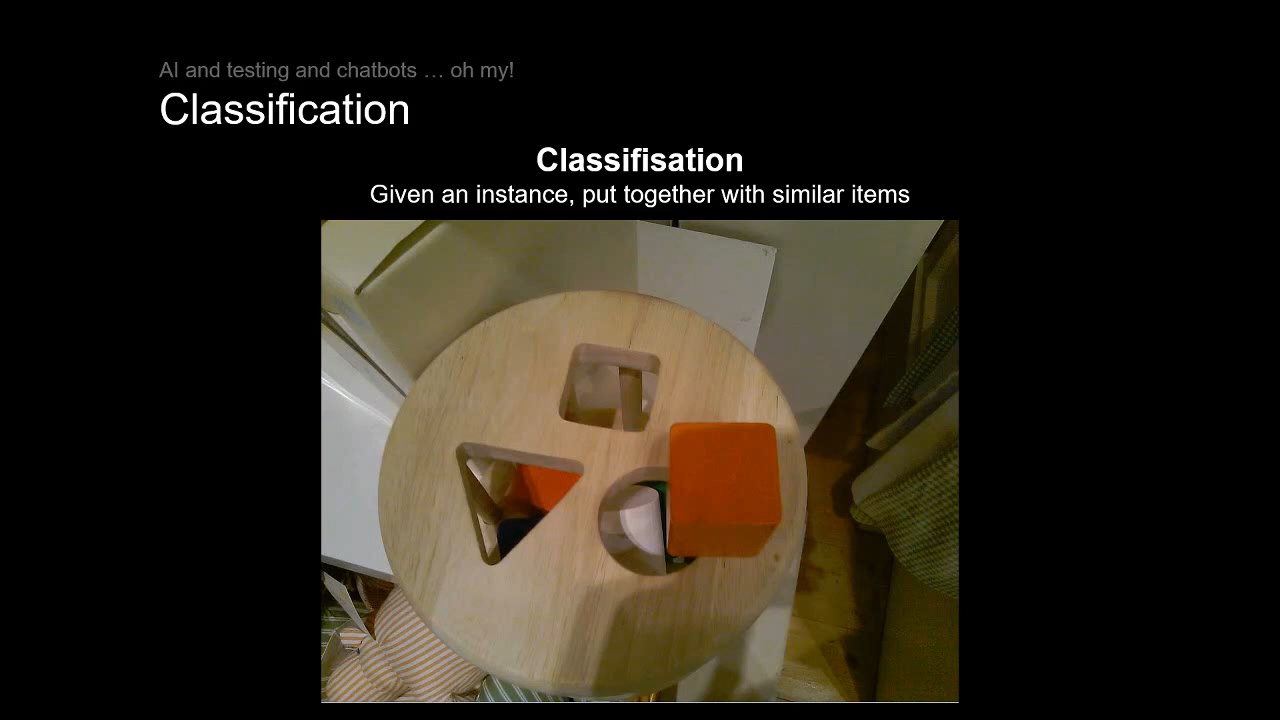 AI and testing and chatbots … oh my!
Classification
Classifisation
Given an instance, put together with similar items